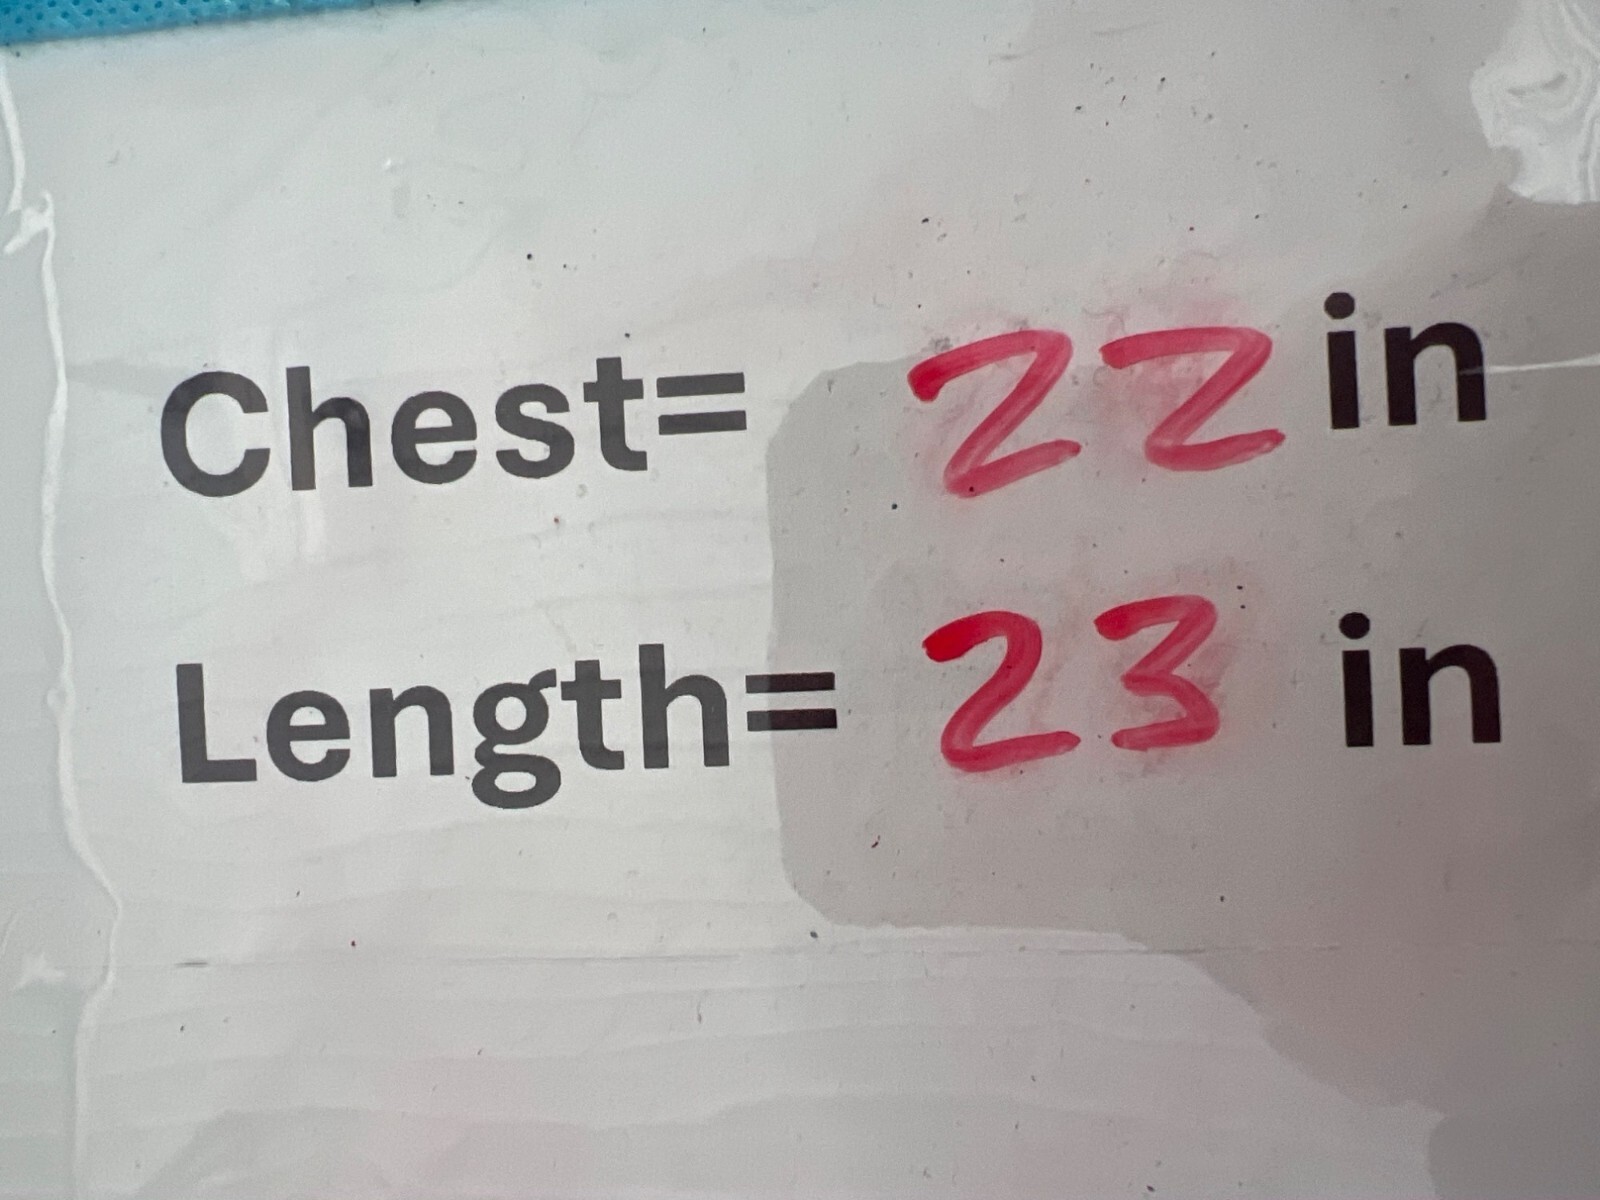 Chest= 22 in
Length= 23 in